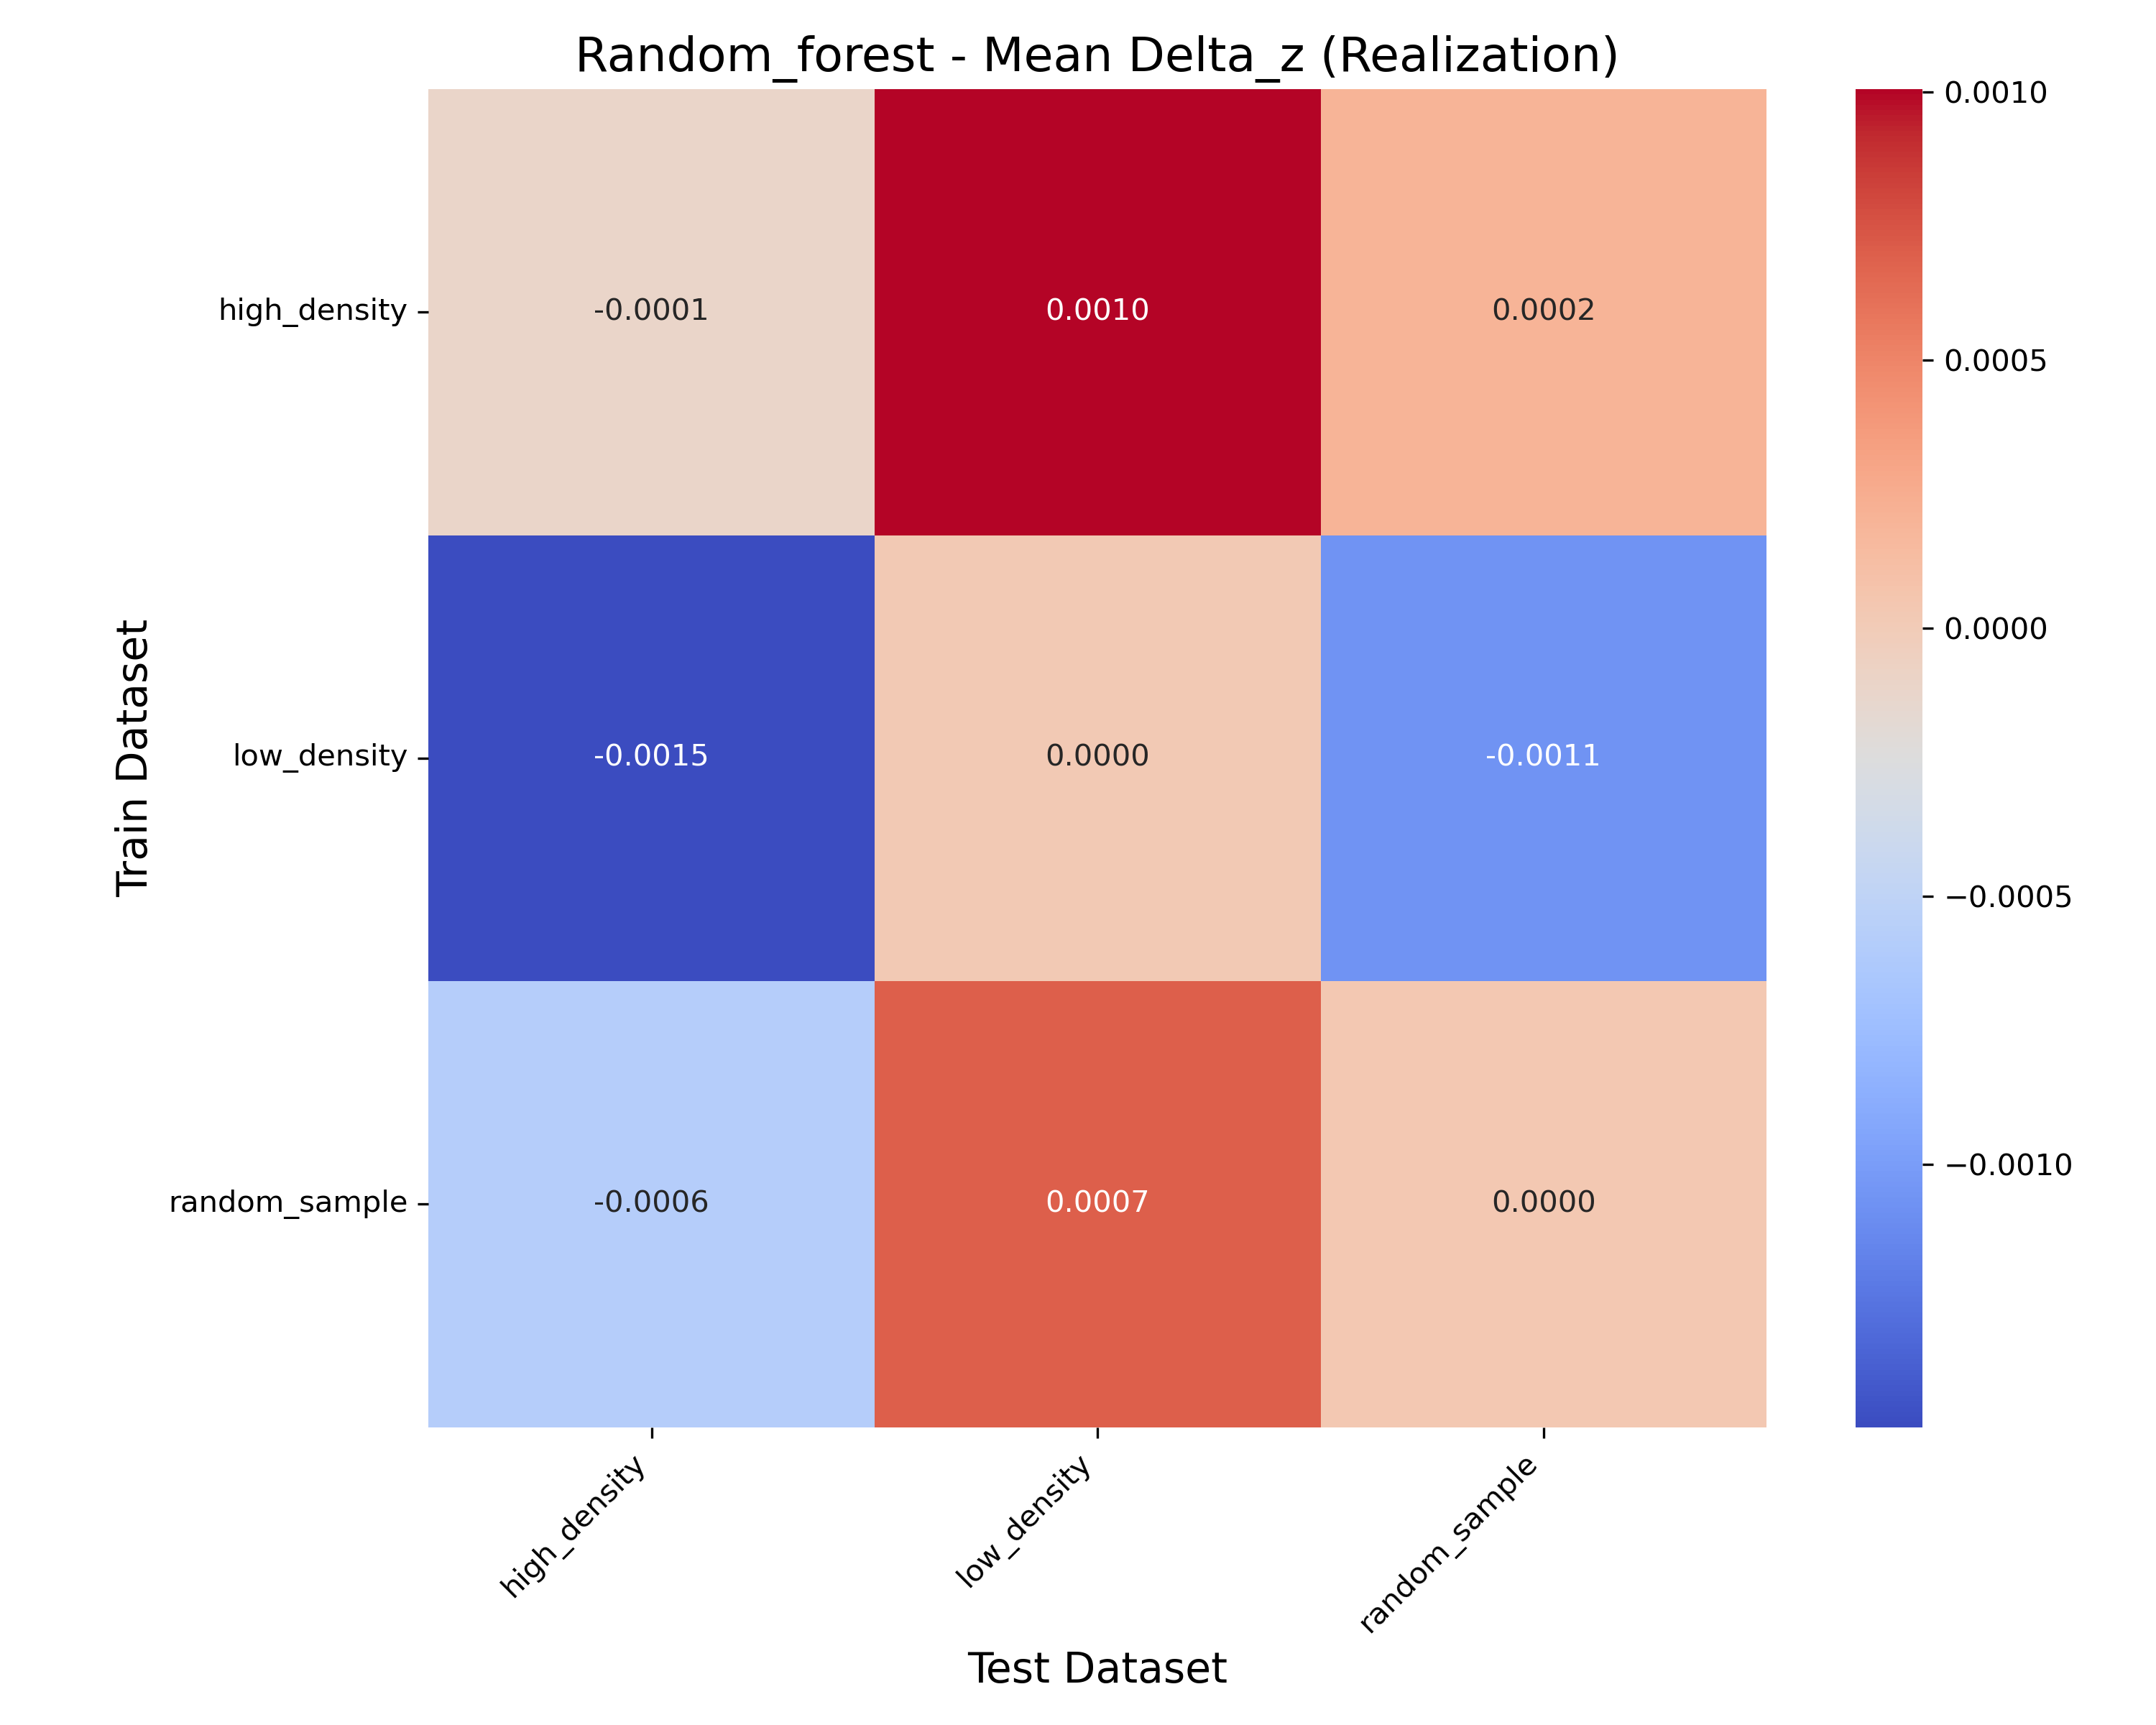 Random_forest - Mean Delta_z (Realization)
Train Dataset
high_density
-0.0001 0.0010 0.0002
low_density
-0.0015 0.0000 -0.0011
random_sample
-0.0006 0.0007 0.0000
high_density
low_density
random_sample
Test Dataset
0.0010
0.0005
0.0000
−0.0005
−0.0010